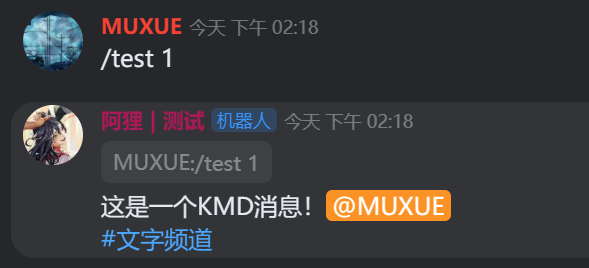 MUXUE 今天 下午 02:18
/test 1
阿狸 | 测试 机器人 今天 下午 02:18
MUXUE:/test 1
这是一个KMD消息！@MUXUE
#文字频道